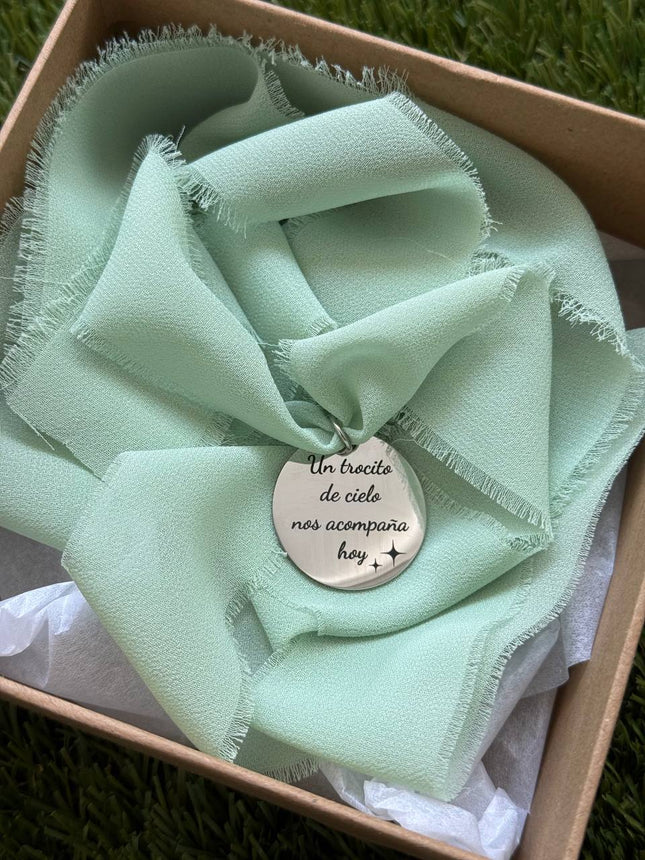 Un trocito
de cielo
nos acompaña
hoy